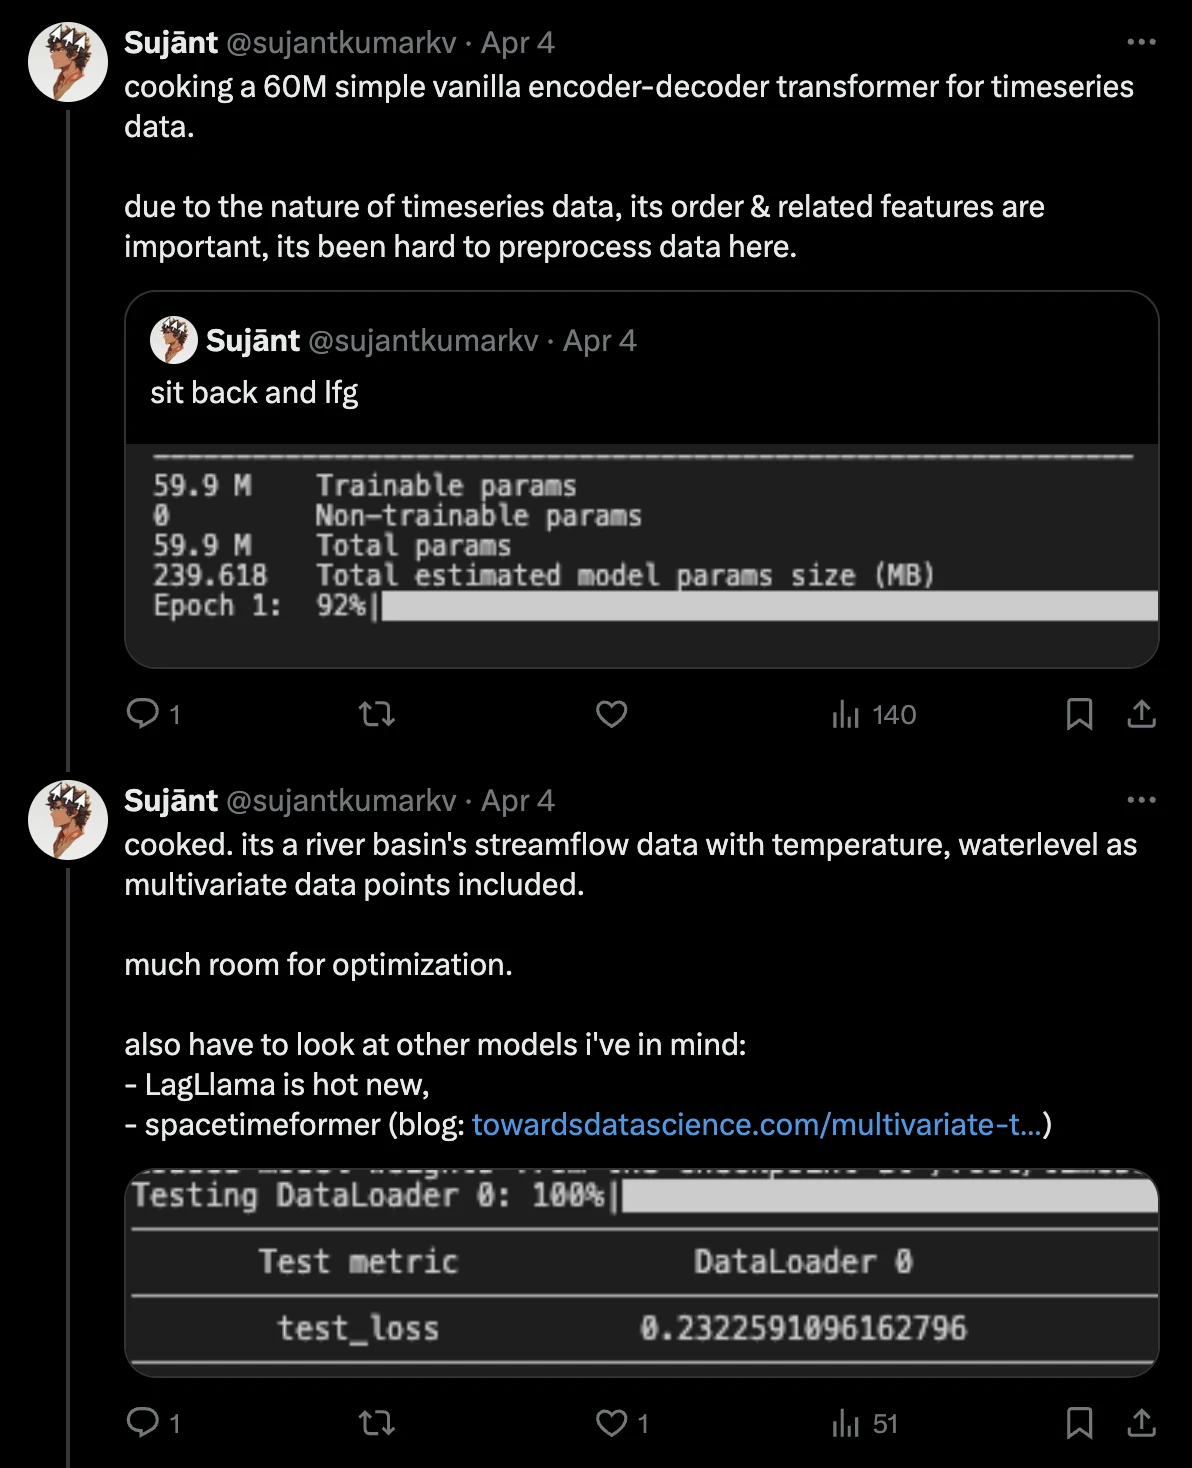 Sujānt @sujantkumarkv · Apr 4
cooking a 60M simple vanilla encoder-decoder transformer for timeseries
data.
due to the nature of timeseries data, its order & related features are
important, its been hard to preprocess data here.
Sujānt @sujantkumarkv · Apr 4
sit back and lfg
59.9 M Trainable params
0 Non-trainable params
59.9 M Total params
239.618 Total estimated model params size (MB)
Epoch 1: 92%|
1 140
Sujānt @sujantkumarkv · Apr 4
cooked. its a river basin's streamflow data with temperature, waterlevel as
multivariate data points included.
much room for optimization.
also have to look at other models i've in mind:
- LagLlama is hot new,
- spacetimeformer (blog: towardsdatascience.com/multivariate-t...)
Testing DataLoader 0: 100%|
Test metric DataLoader 0
test_loss 0.2322591096162796
1 1 51